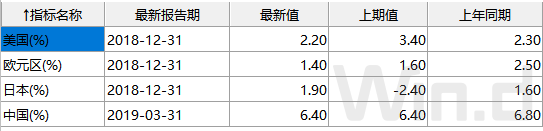 ↑指标名称 最新报告期 最新值 上期值 上年同期
美国(%) 2018-12-31 2.20 3.40 2.30
欧元区(%) 2018-12-31 1.40 1.60 2.50
日本(%) 2018-12-31 1.90 -2.40 1.60
中国(%) 2019-03-31 6.40 6.40 6.80
Win.d